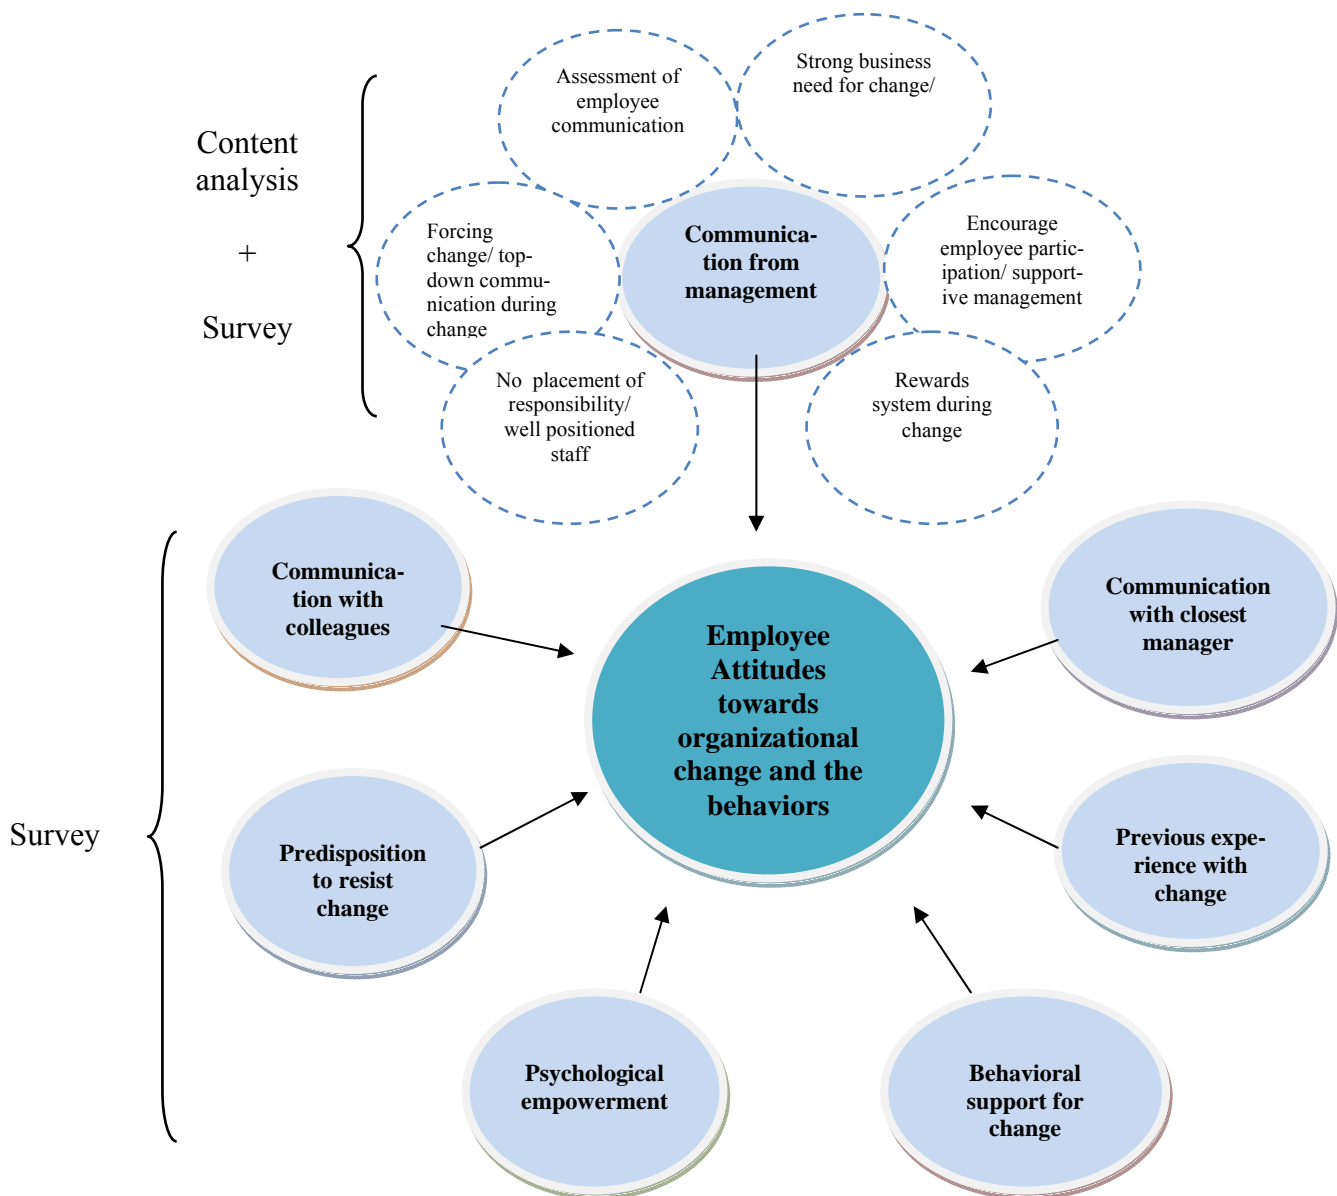 Content
analysis
+
Survey
Assessment of
employee
communication
Strong business
need for change/
Forcing
change/ top-
down commu-
nication during
change
Communica-
tion from
management
Encourage
employee partic-
ipation/ support-
ive management
No  placement of
responsibility/
well positioned
staff
Rewards
system during
change
Survey
Communica-
tion with
colleagues
Communication
with closest
manager
Employee
Attitudes
towards
organizational
change and the
behaviors
Predisposition
to resist
change
Previous expe-
rience with
change
Psychological
empowerment
Behavioral
support for
change